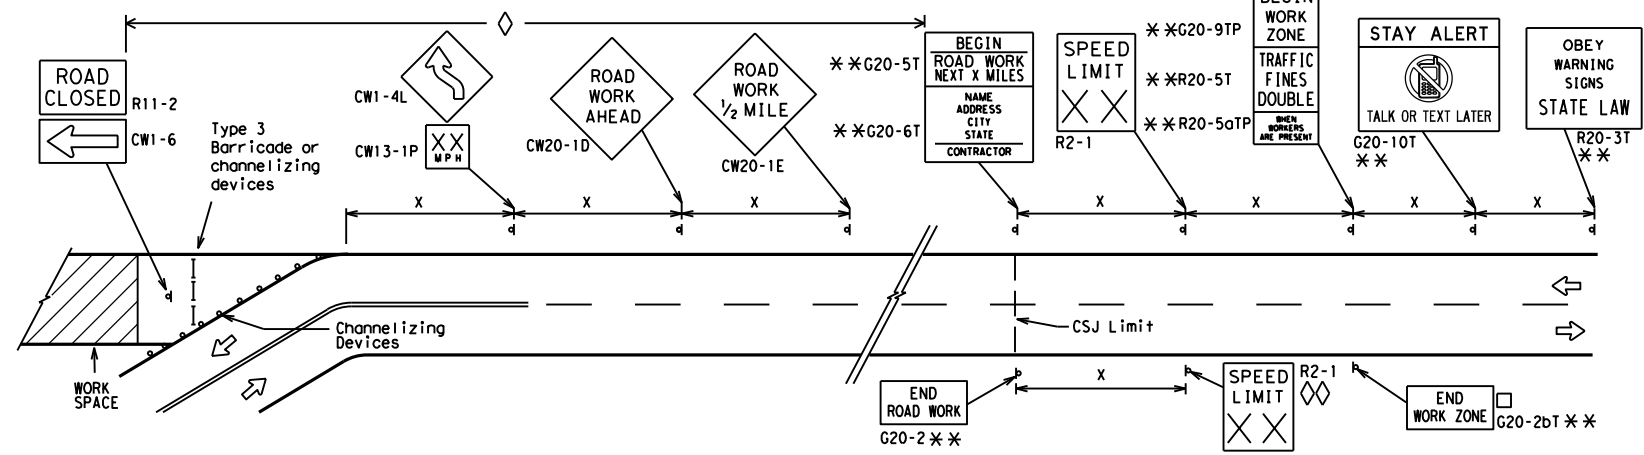 ROAD
CLOSED
R11-2
CW1-6
Type 3
Barricade or
channelizing
devices
CW1-4L
XX
MPH
CW13-1P
ROAD
WORK
AHEAD
CW20-1D
ROAD
WORK
1/2 MILE
CW20-1E
* *G20-5T
* *G20-6T
BEGIN
ROAD WORK
NEXT X MILES
NAME
ADDRESS
CITY
STATE
CONTRACTOR
SPEED
LIMIT
X X
R2-1
* *G20-9TP
* *R20-5T
* *R20-5aTP
BEGIN
WORK
ZONE
TRAFFIC
FINES
DOUBLE
WHEN
WORKERS
ARE PRESENT
STAY ALERT
TALK OR TEXT LATER
G20-10T
* *
OBEY
WARNING
SIGNS
STATE LAW
R20-3T
* *
X
X
X
X
X
X
X
Channelizing
Devices
CSJ Limit
WORK
SPACE
END
ROAD WORK
G20-2 * *
X
SPEED
LIMIT
X X
R2-1
END
WORK ZONE
G20-2bT * *